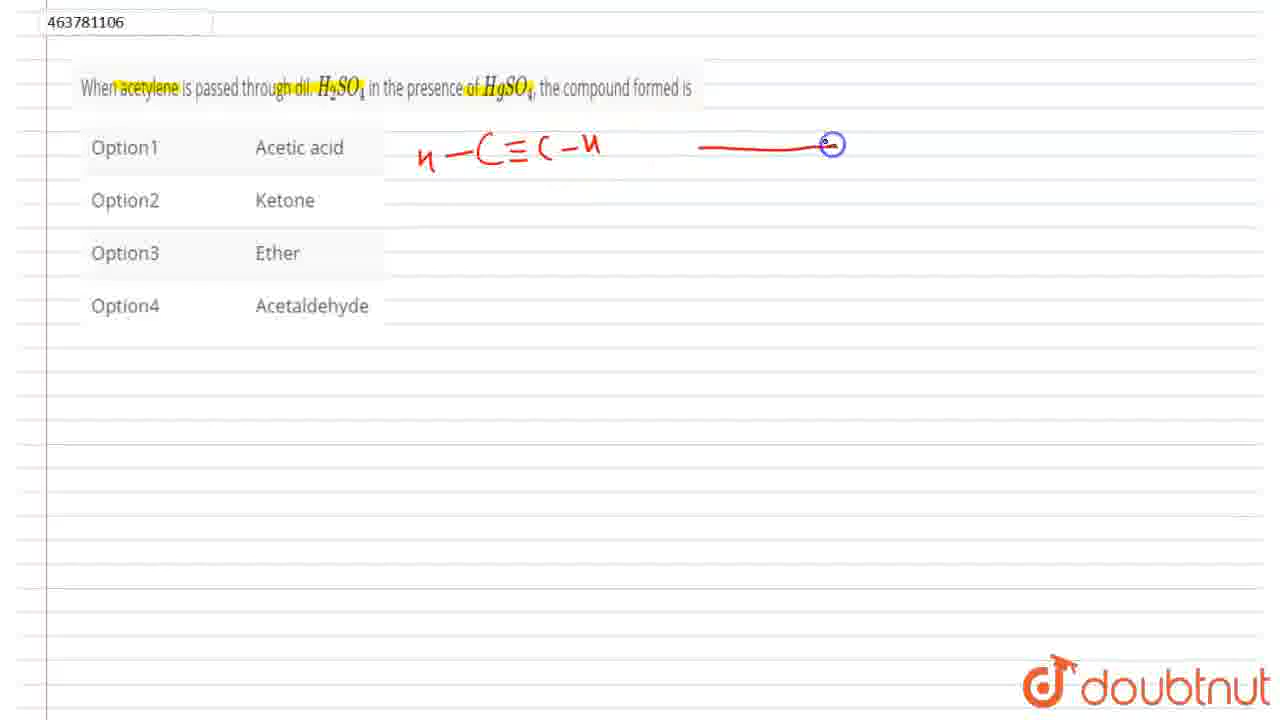 463781106
When acetylene is passed through dil. H₂SO₄ in the presence of HgSO₄, the compound formed is
Option1 Acetic acid
H–C≡C–H
Option2 Ketone
Option3 Ether
Option4 Acetaldehyde
doubtnut